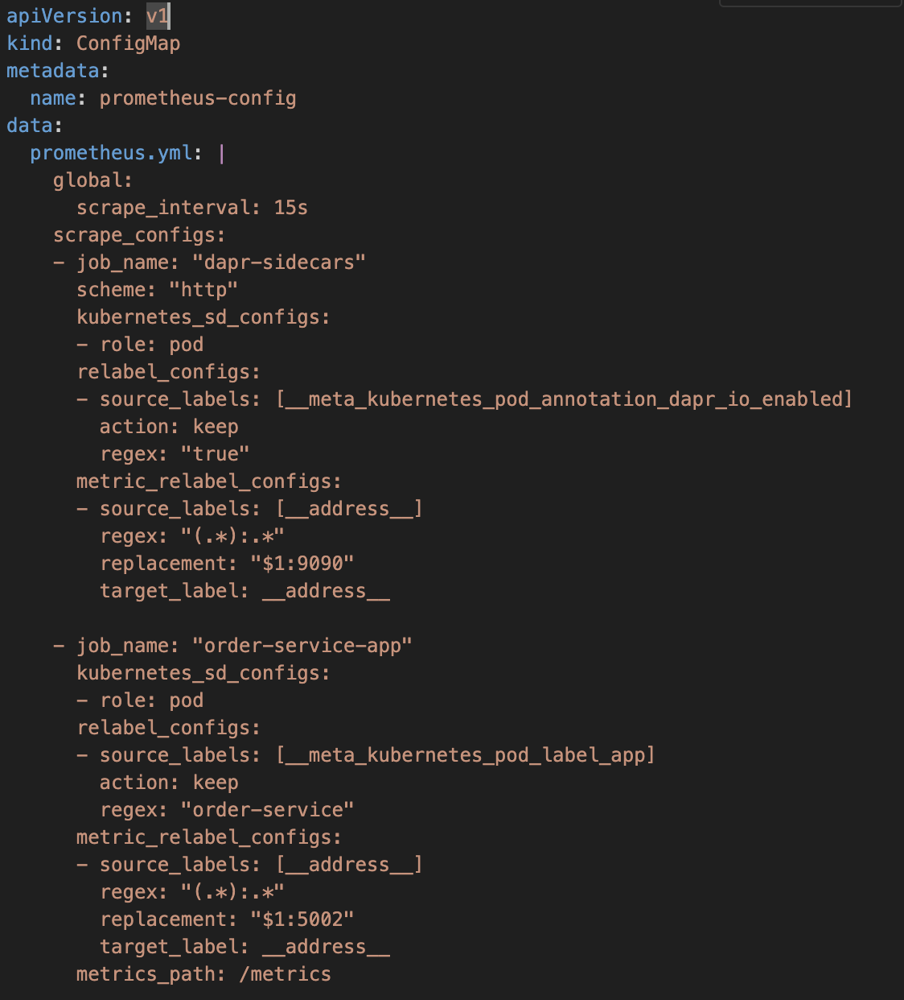 apiVersion: v1
kind: ConfigMap
metadata:
  name: prometheus-config
data:
  prometheus.yml: |
    global:
      scrape_interval: 15s
    scrape_configs:
    - job_name: "dapr-sidecars"
      scheme: "http"
      kubernetes_sd_configs:
      - role: pod
      relabel_configs:
      - source_labels: [__meta_kubernetes_pod_annotation_dapr_io_enabled]
        action: keep
        regex: "true"
      metric_relabel_configs:
      - source_labels: [__address__]
        regex: "(.*):.*"
        replacement: "$1:9090"
        target_label: __address__

    - job_name: "order-service-app"
      kubernetes_sd_configs:
      - role: pod
      relabel_configs:
      - source_labels: [__meta_kubernetes_pod_label_app]
        action: keep
        regex: "order-service"
      metric_relabel_configs:
      - source_labels: [__address__]
        regex: "(.*):.*"
        replacement: "$1:5002"
        target_label: __address__
      metrics_path: /metrics